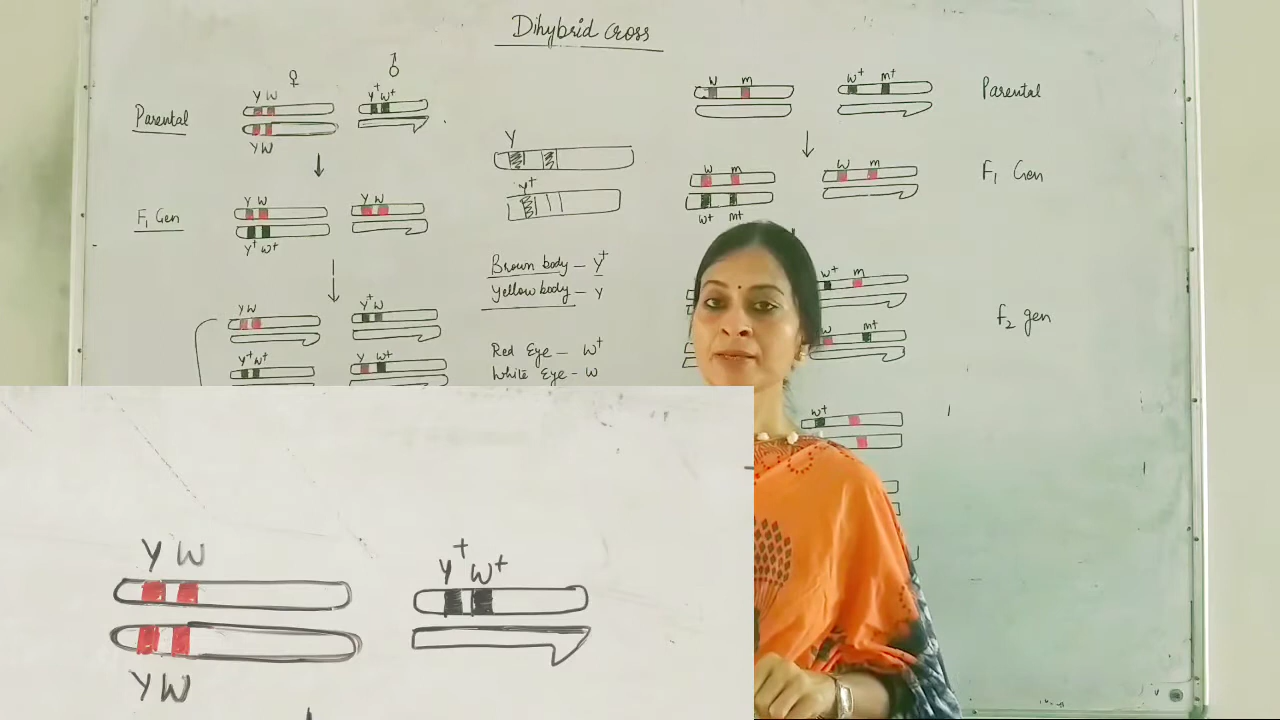 Dihybrid cross
♀ ♂
Parental
Y W
Y⁺ W⁺
Y W
F₁ Gen
Y W
Y W
Y⁺ W⁺
Y W
Y⁺ W
Y⁺ W⁺
Y W⁺
Y
Y⁺
Brown body – Y⁺
Yellow body – Y
Red Eye – W⁺
White Eye – W
W m
W⁺ m⁺
Parental
W m
W m
F₁ Gen
W⁺ m⁺
W⁺ m
W m⁺
F₂ gen
W⁺
Y W
Y⁺ W⁺
Y W